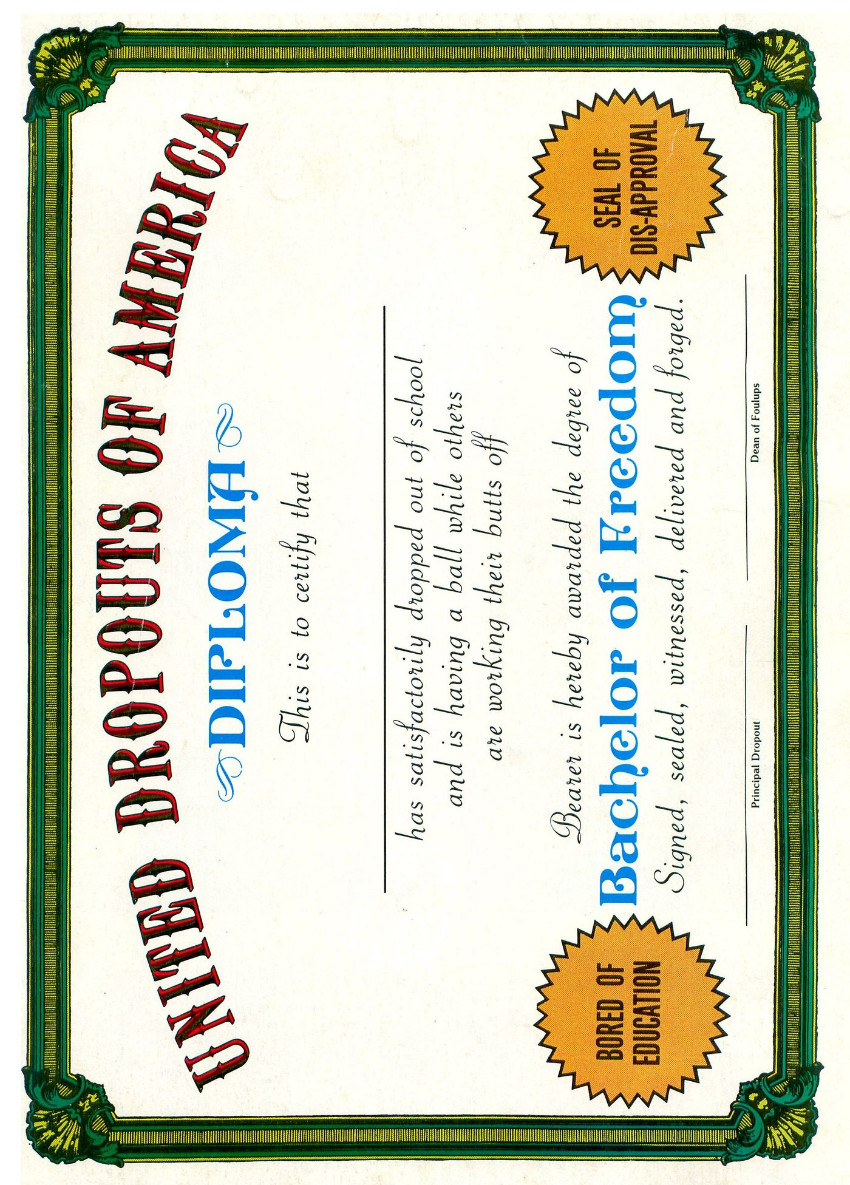 UNITED DROPOUTS OF AMERICA
DIPLOMA
This is to certify that
has satisfactorily dropped out of school
and is having a ball while others
are working their butts off
Bearer is hereby awarded the degree of
Bachelor of Freedom
Signed, sealed, witnessed, delivered and forged.
BORED OF
EDUCATION
SEAL OF
DIS-APPROVAL
Principal Dropout
Dean of Foulups